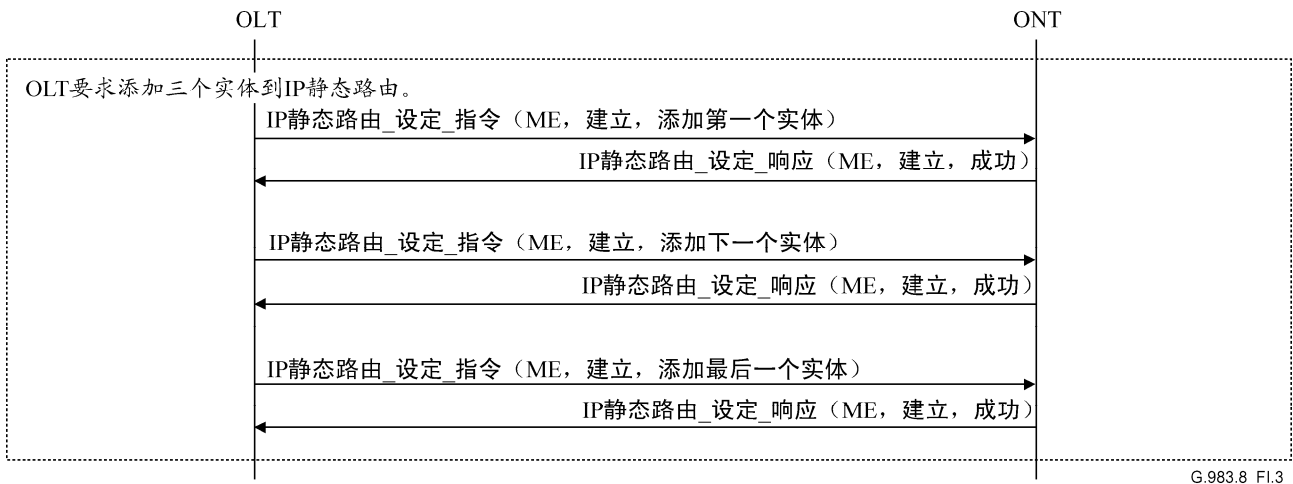 OLT ONT
OLT要求添加三个实体到IP静态路由。
IP静态路由_设定_指令（ME，建立，添加第一个实体）
IP静态路由_设定_响应（ME，建立，成功）
IP静态路由_设定_指令（ME，建立，添加下一个实体）
IP静态路由_设定_响应（ME，建立，成功）
IP静态路由_设定_指令（ME，建立，添加最后一个实体）
IP静态路由_设定_响应（ME，建立，成功）
G.983.8 FI.3